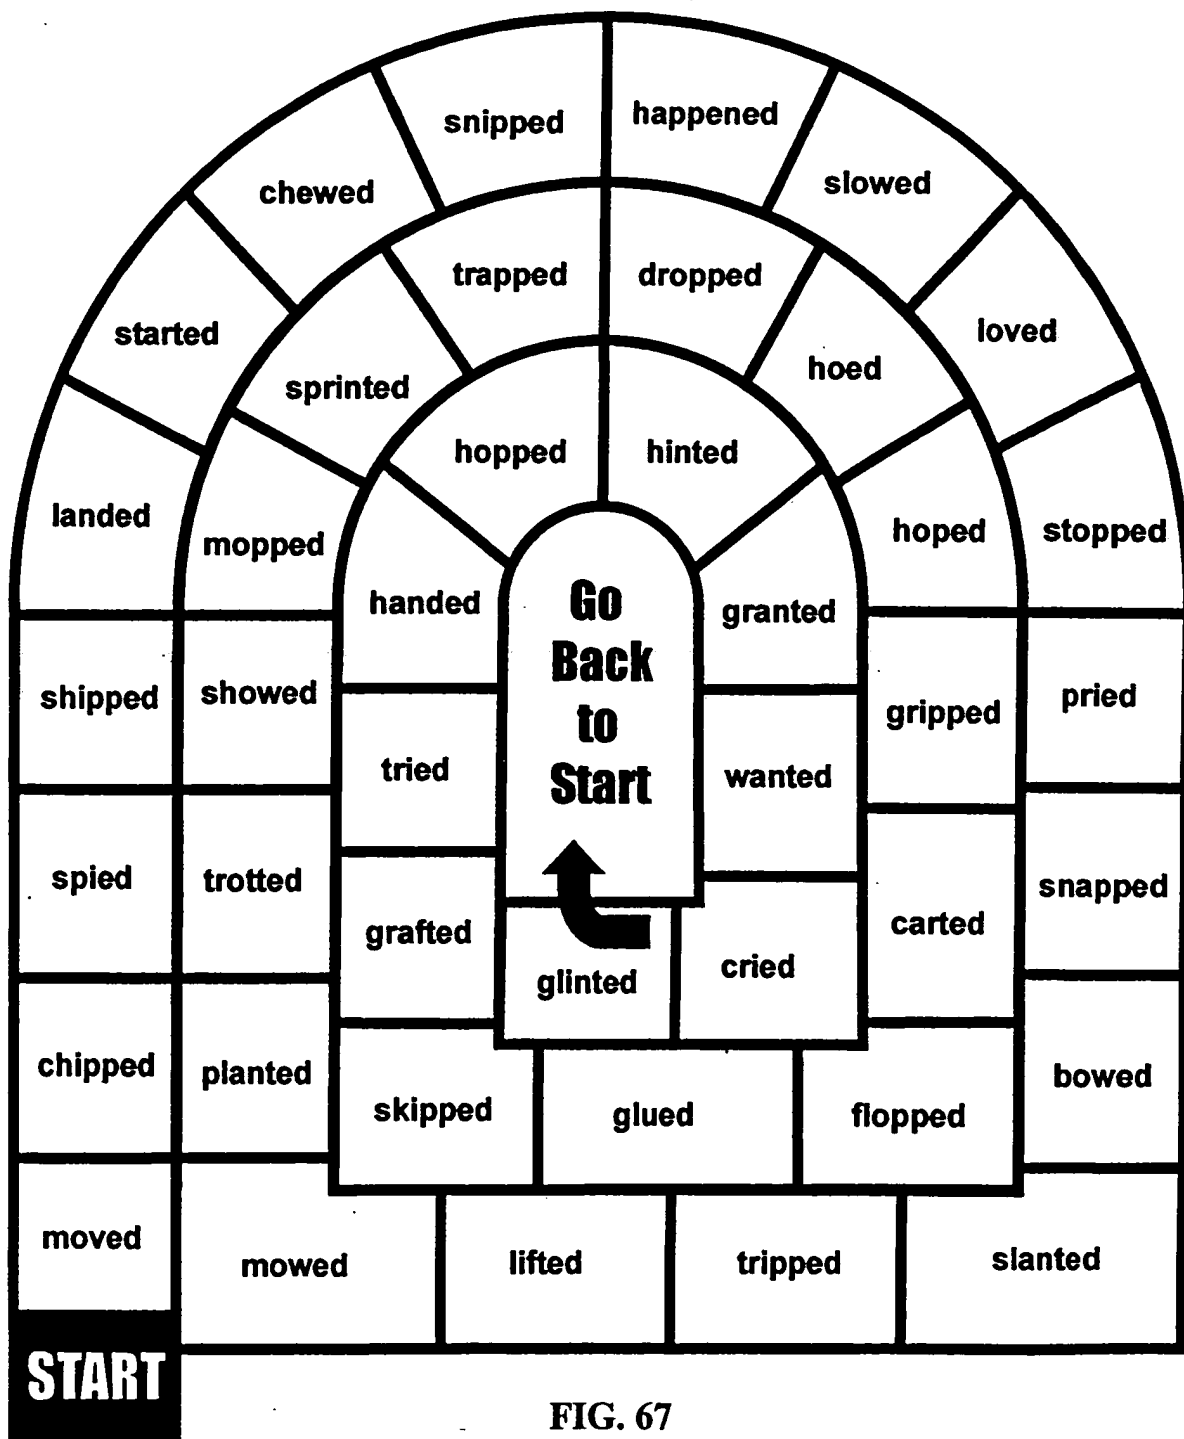 snipped
happened
chewed
slowed
started
trapped
dropped
loved
sprinted
hoed
hopped
hinted
landed
mopped
hoped
stopped
handed
Go
Back
to
Start
granted
shipped
showed
gripped
pried
tried
wanted
spied
trotted
grafted
carted
snapped
glinted
cried
chipped
planted
skipped
glued
flopped
bowed
moved
mowed
lifted
tripped
slanted
START
FIG. 67